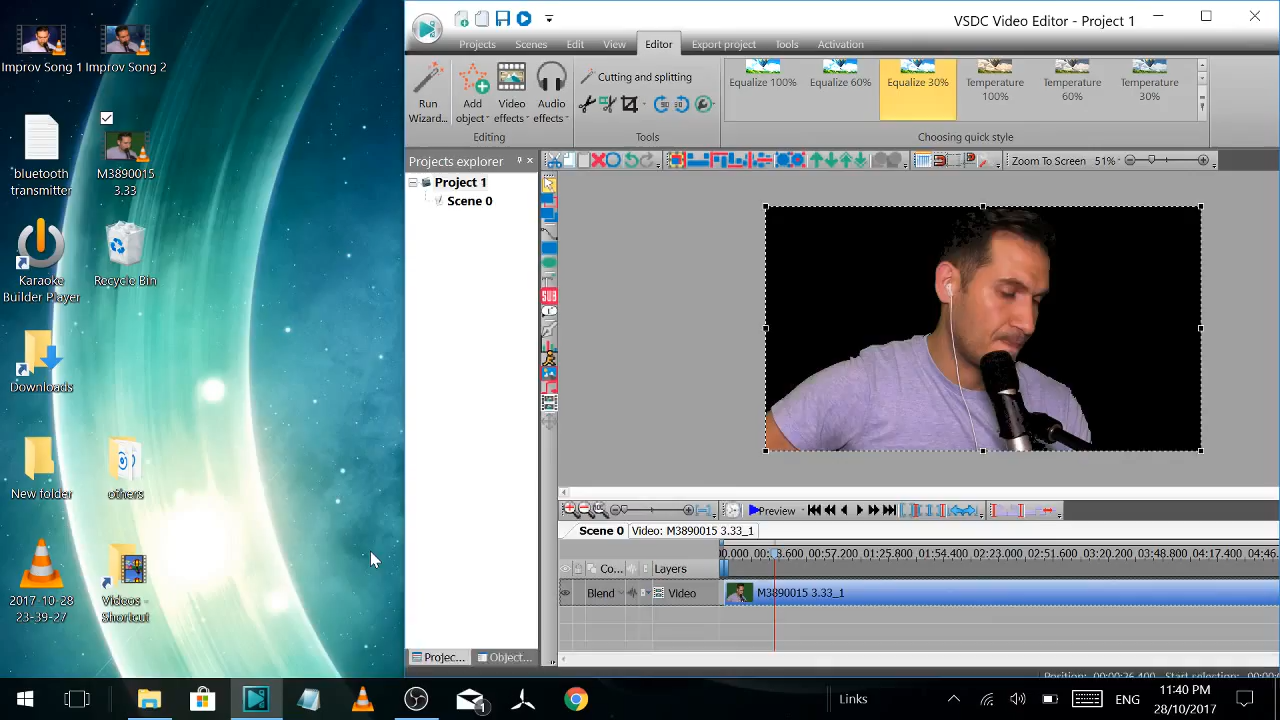 Improv Song 1
Improv Song 2
bluetooth
transmitter
M3890015
3.33
Karaoke
Builder Player
Recycle Bin
Downloads
New folder
others
2017-10-28
23-39-27
Videos -
Shortcut
VSDC Video Editor - Project 1
Projects
Scenes
Edit
View
Editor
Export project
Tools
Activation
Run
Wizard...
Add
object
Video
effects
Audio
effects
Cutting and splitting
Equalize 100%
Equalize 60%
Equalize 30%
Temperature
100%
Temperature
60%
Temperature
30%
Editing
Tools
Choosing quick style
Projects explorer
Zoom To Screen 51%
Project 1
Scene 0
SUB
Preview
Scene 0
Video: M3890015 3.33_1
00:57.200
01:25.800
01:54.400
02:23.000
02:51.600
03:20.200
03:48.800
04:17.400
04:46.
Co...
Layers
Blend
Video
M3890015 3.33_1
Projec...
Object...
Links
ENG
11:40 PM
28/10/2017